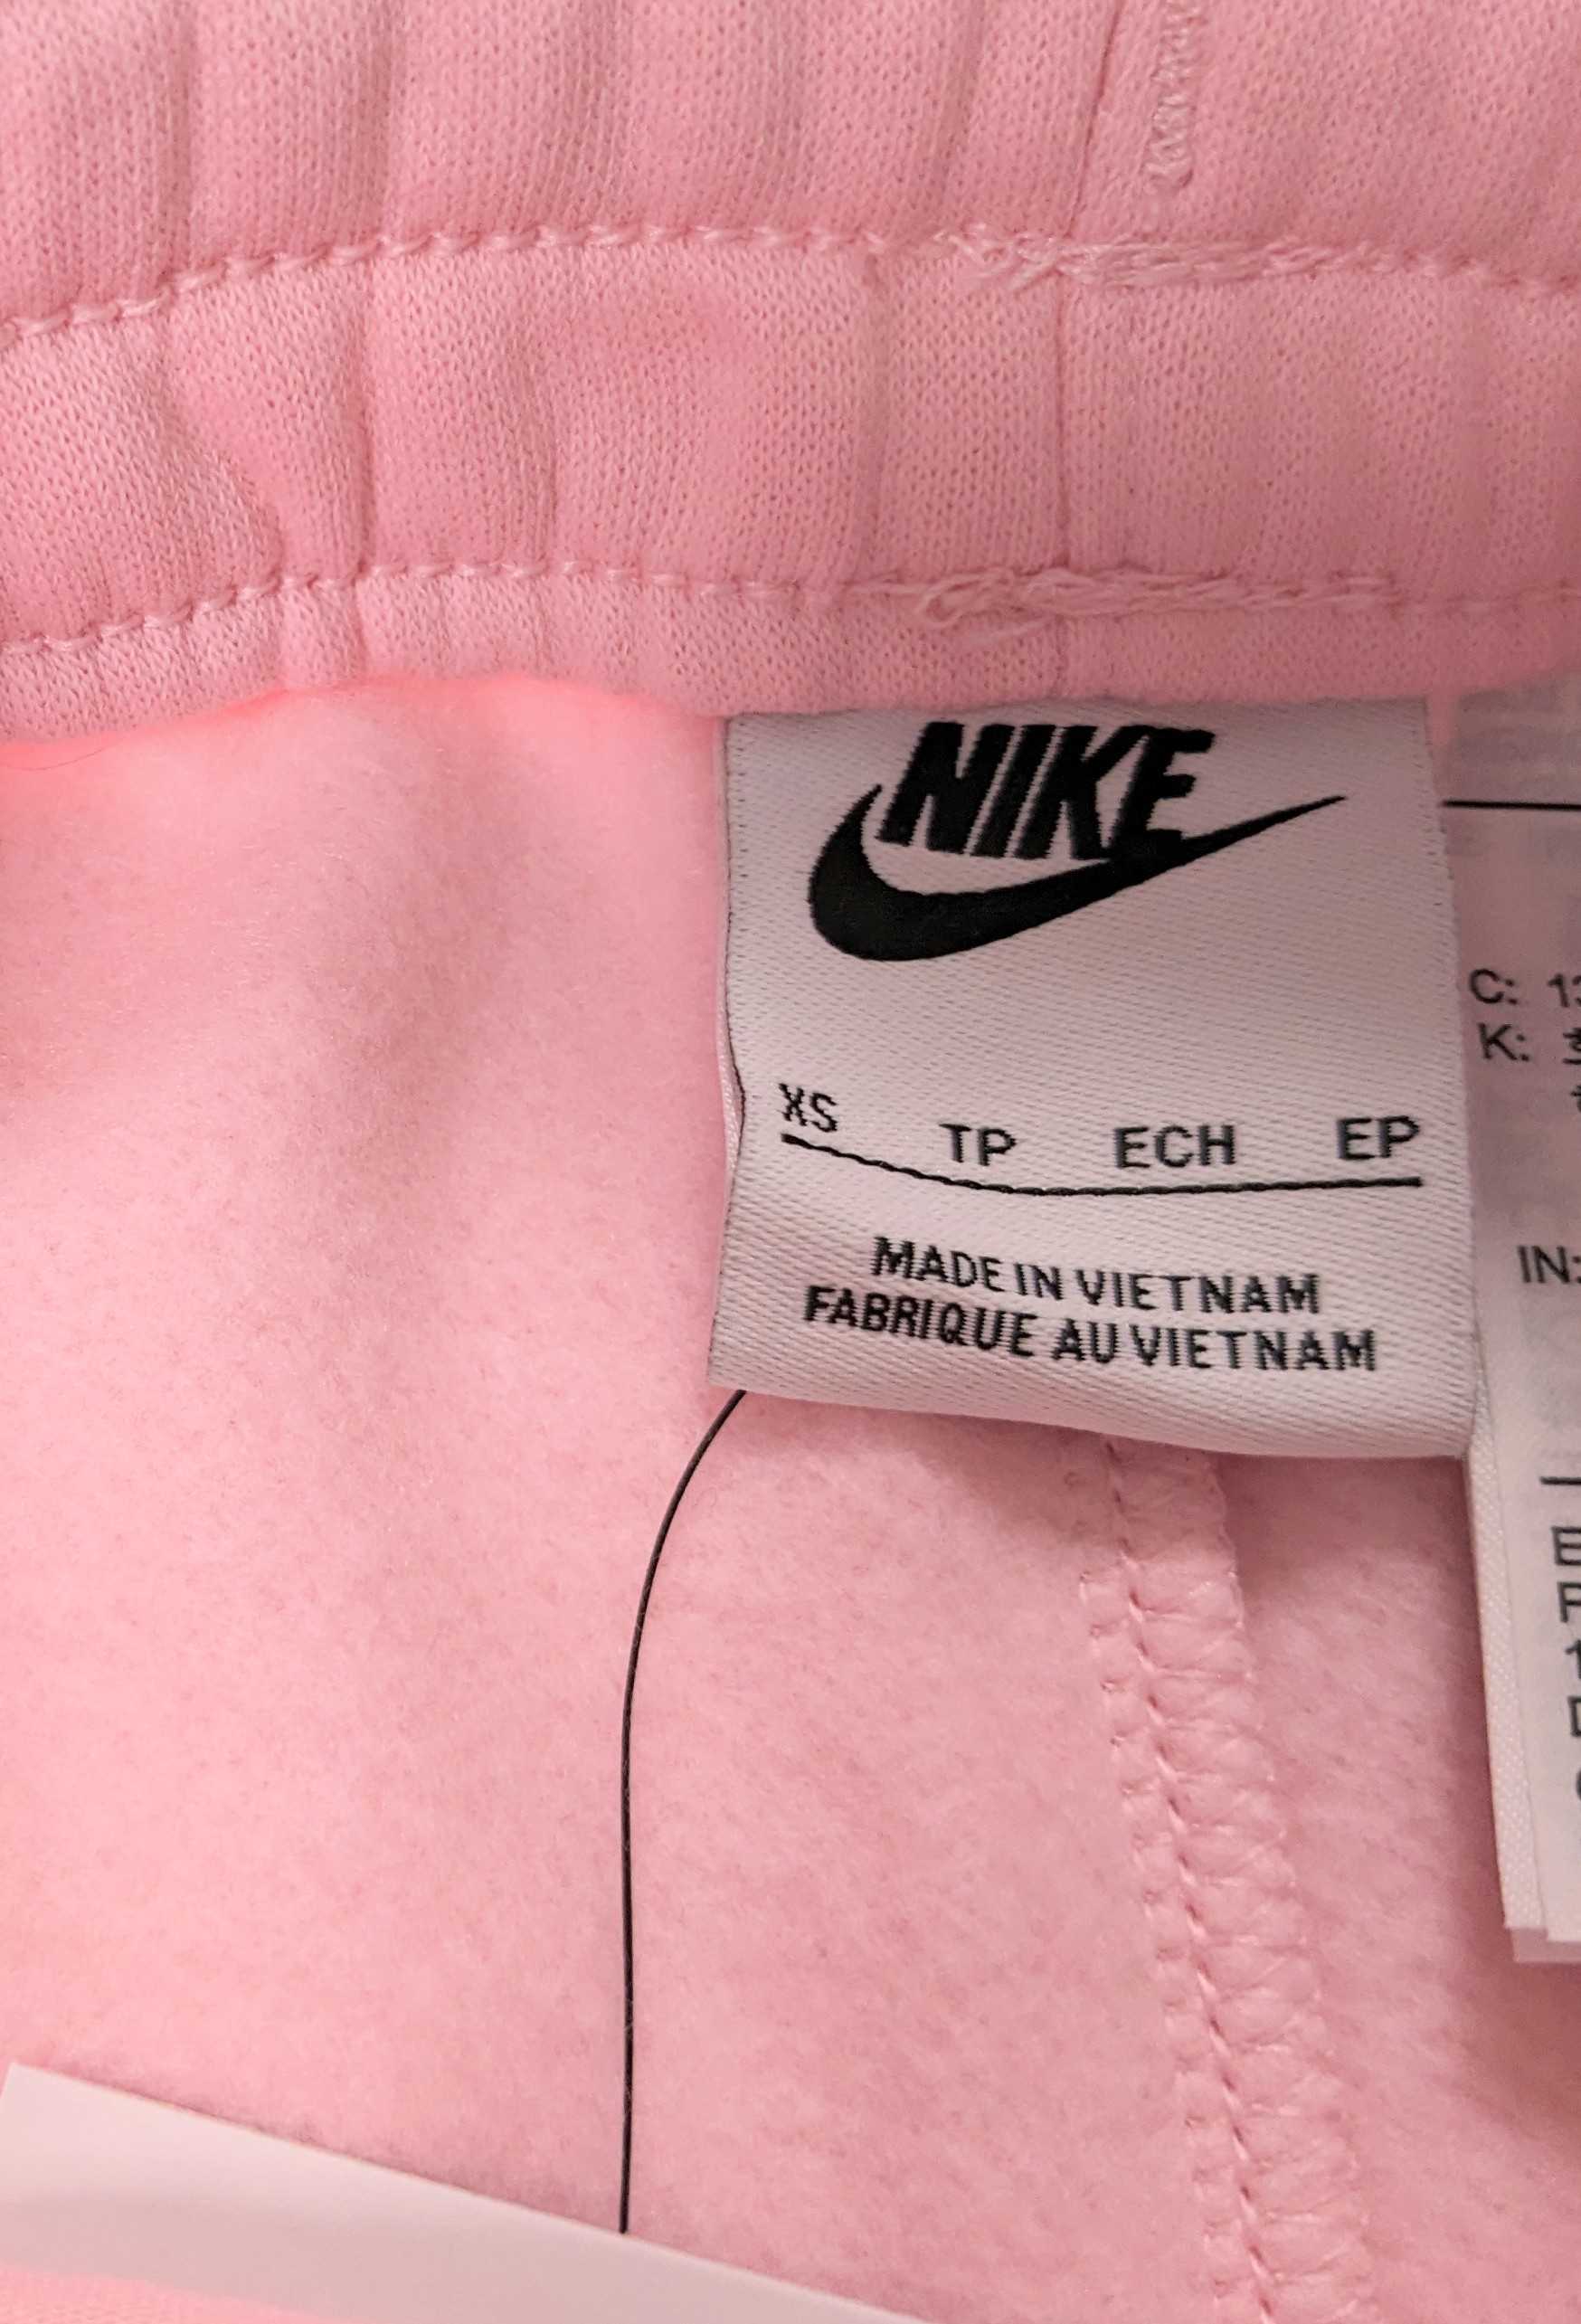 NIKE
XS TP ECH EP
MADE IN VIETNAM
FABRIQUE AU VIETNAM
C:
K:
IN: